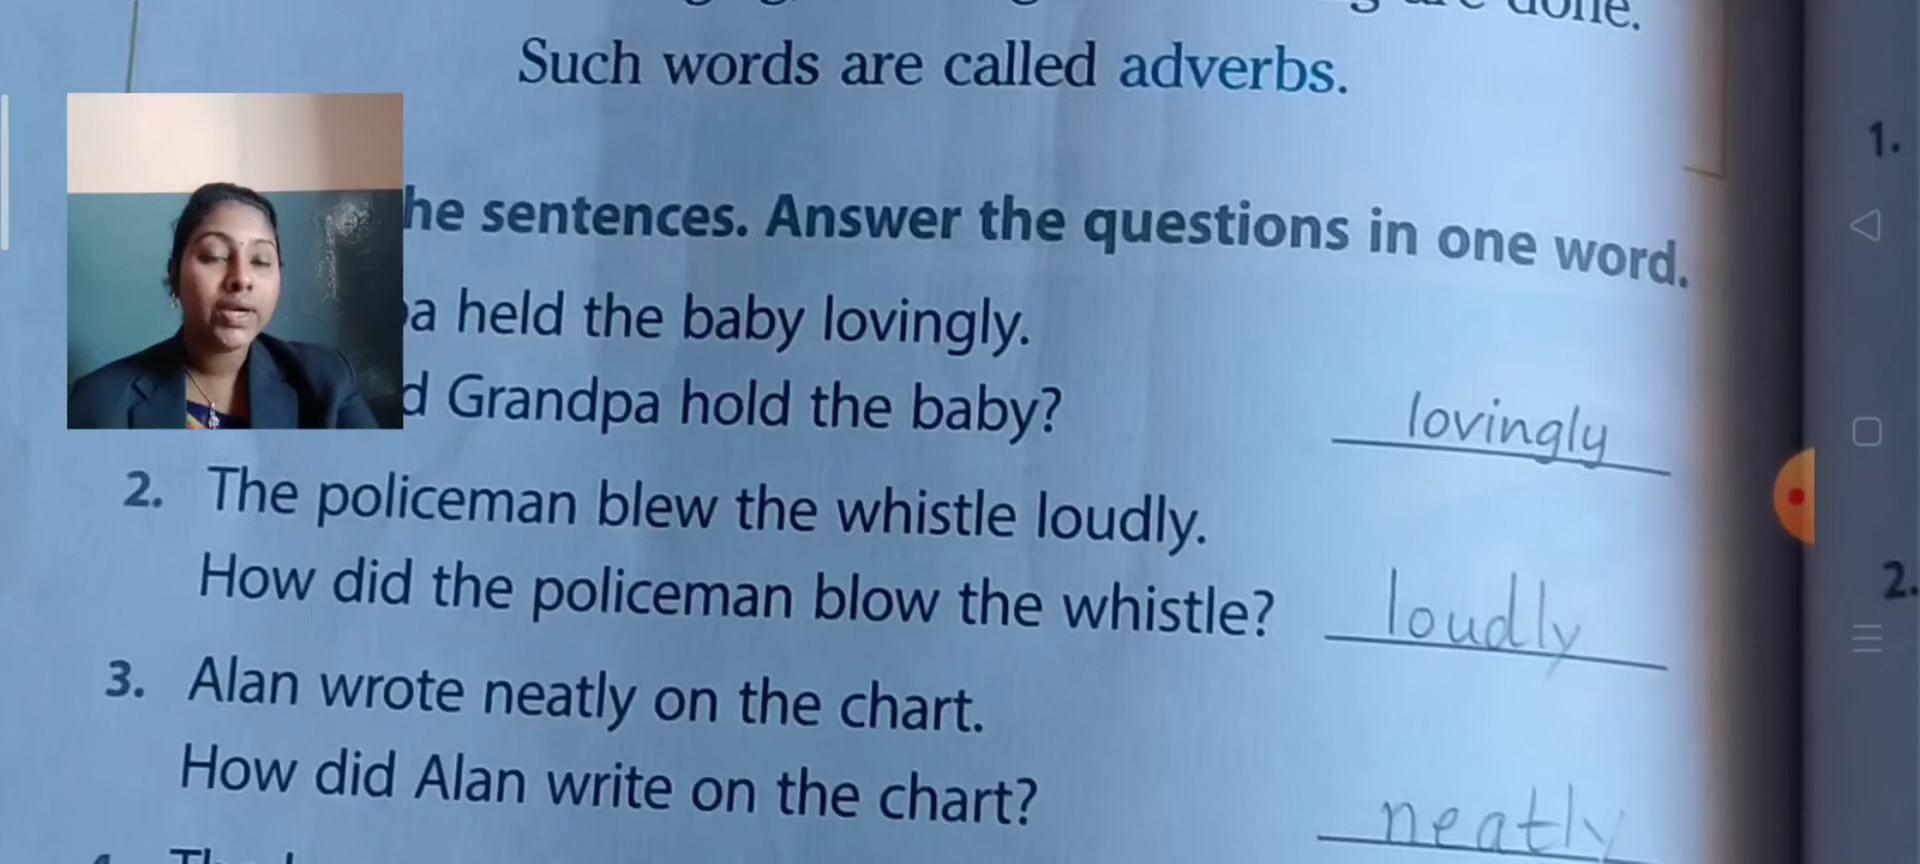 done.
Such words are called adverbs.
he sentences. Answer the questions in one word.
a held the baby lovingly.
d Grandpa hold the baby?
lovingly
2. The policeman blew the whistle loudly.
How did the policeman blow the whistle?
loudly
3. Alan wrote neatly on the chart.
How did Alan write on the chart?
neatly
1.
2.